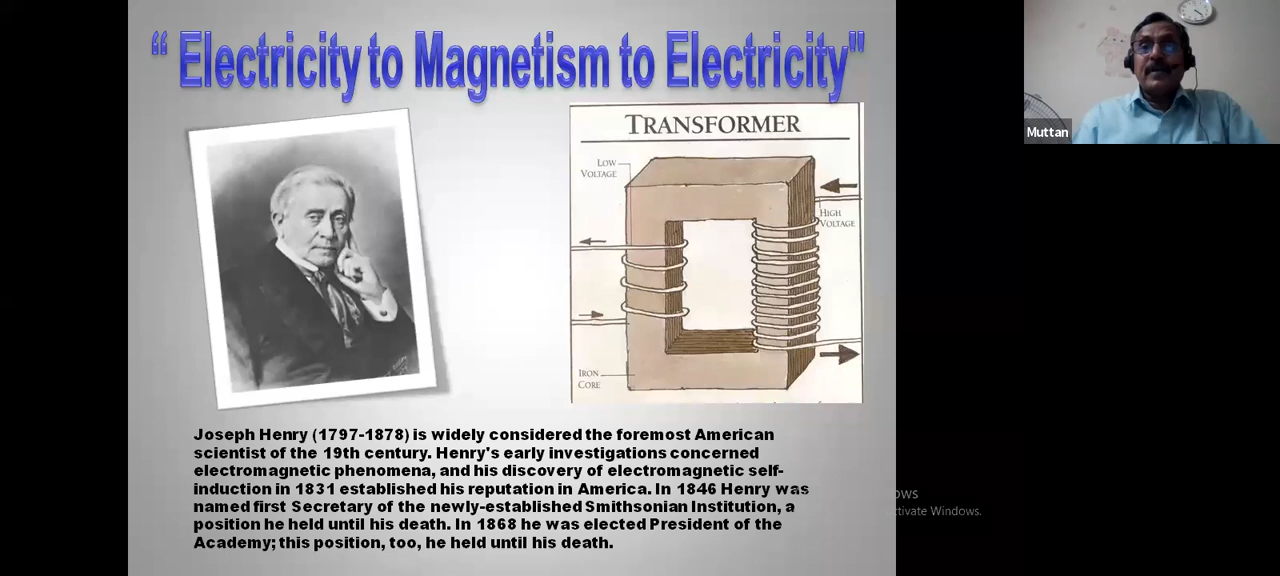 “ Electricity to Magnetism to Electricity"
TRANSFORMER
LOW
VOLTAGE
HIGH
VOLTAGE
IRON
CORE
Joseph Henry (1797-1878) is widely considered the foremost American
scientist of the 19th century. Henry's early investigations concerned
electromagnetic phenomena, and his discovery of electromagnetic self-
induction in 1831 established his reputation in America. In 1846 Henry was
named first Secretary of the newly-established Smithsonian Institution, a
position he held until his death. In 1868 he was elected President of the
Academy; this position, too, he held until his death.
Muttan
ows
ctivate Windows.